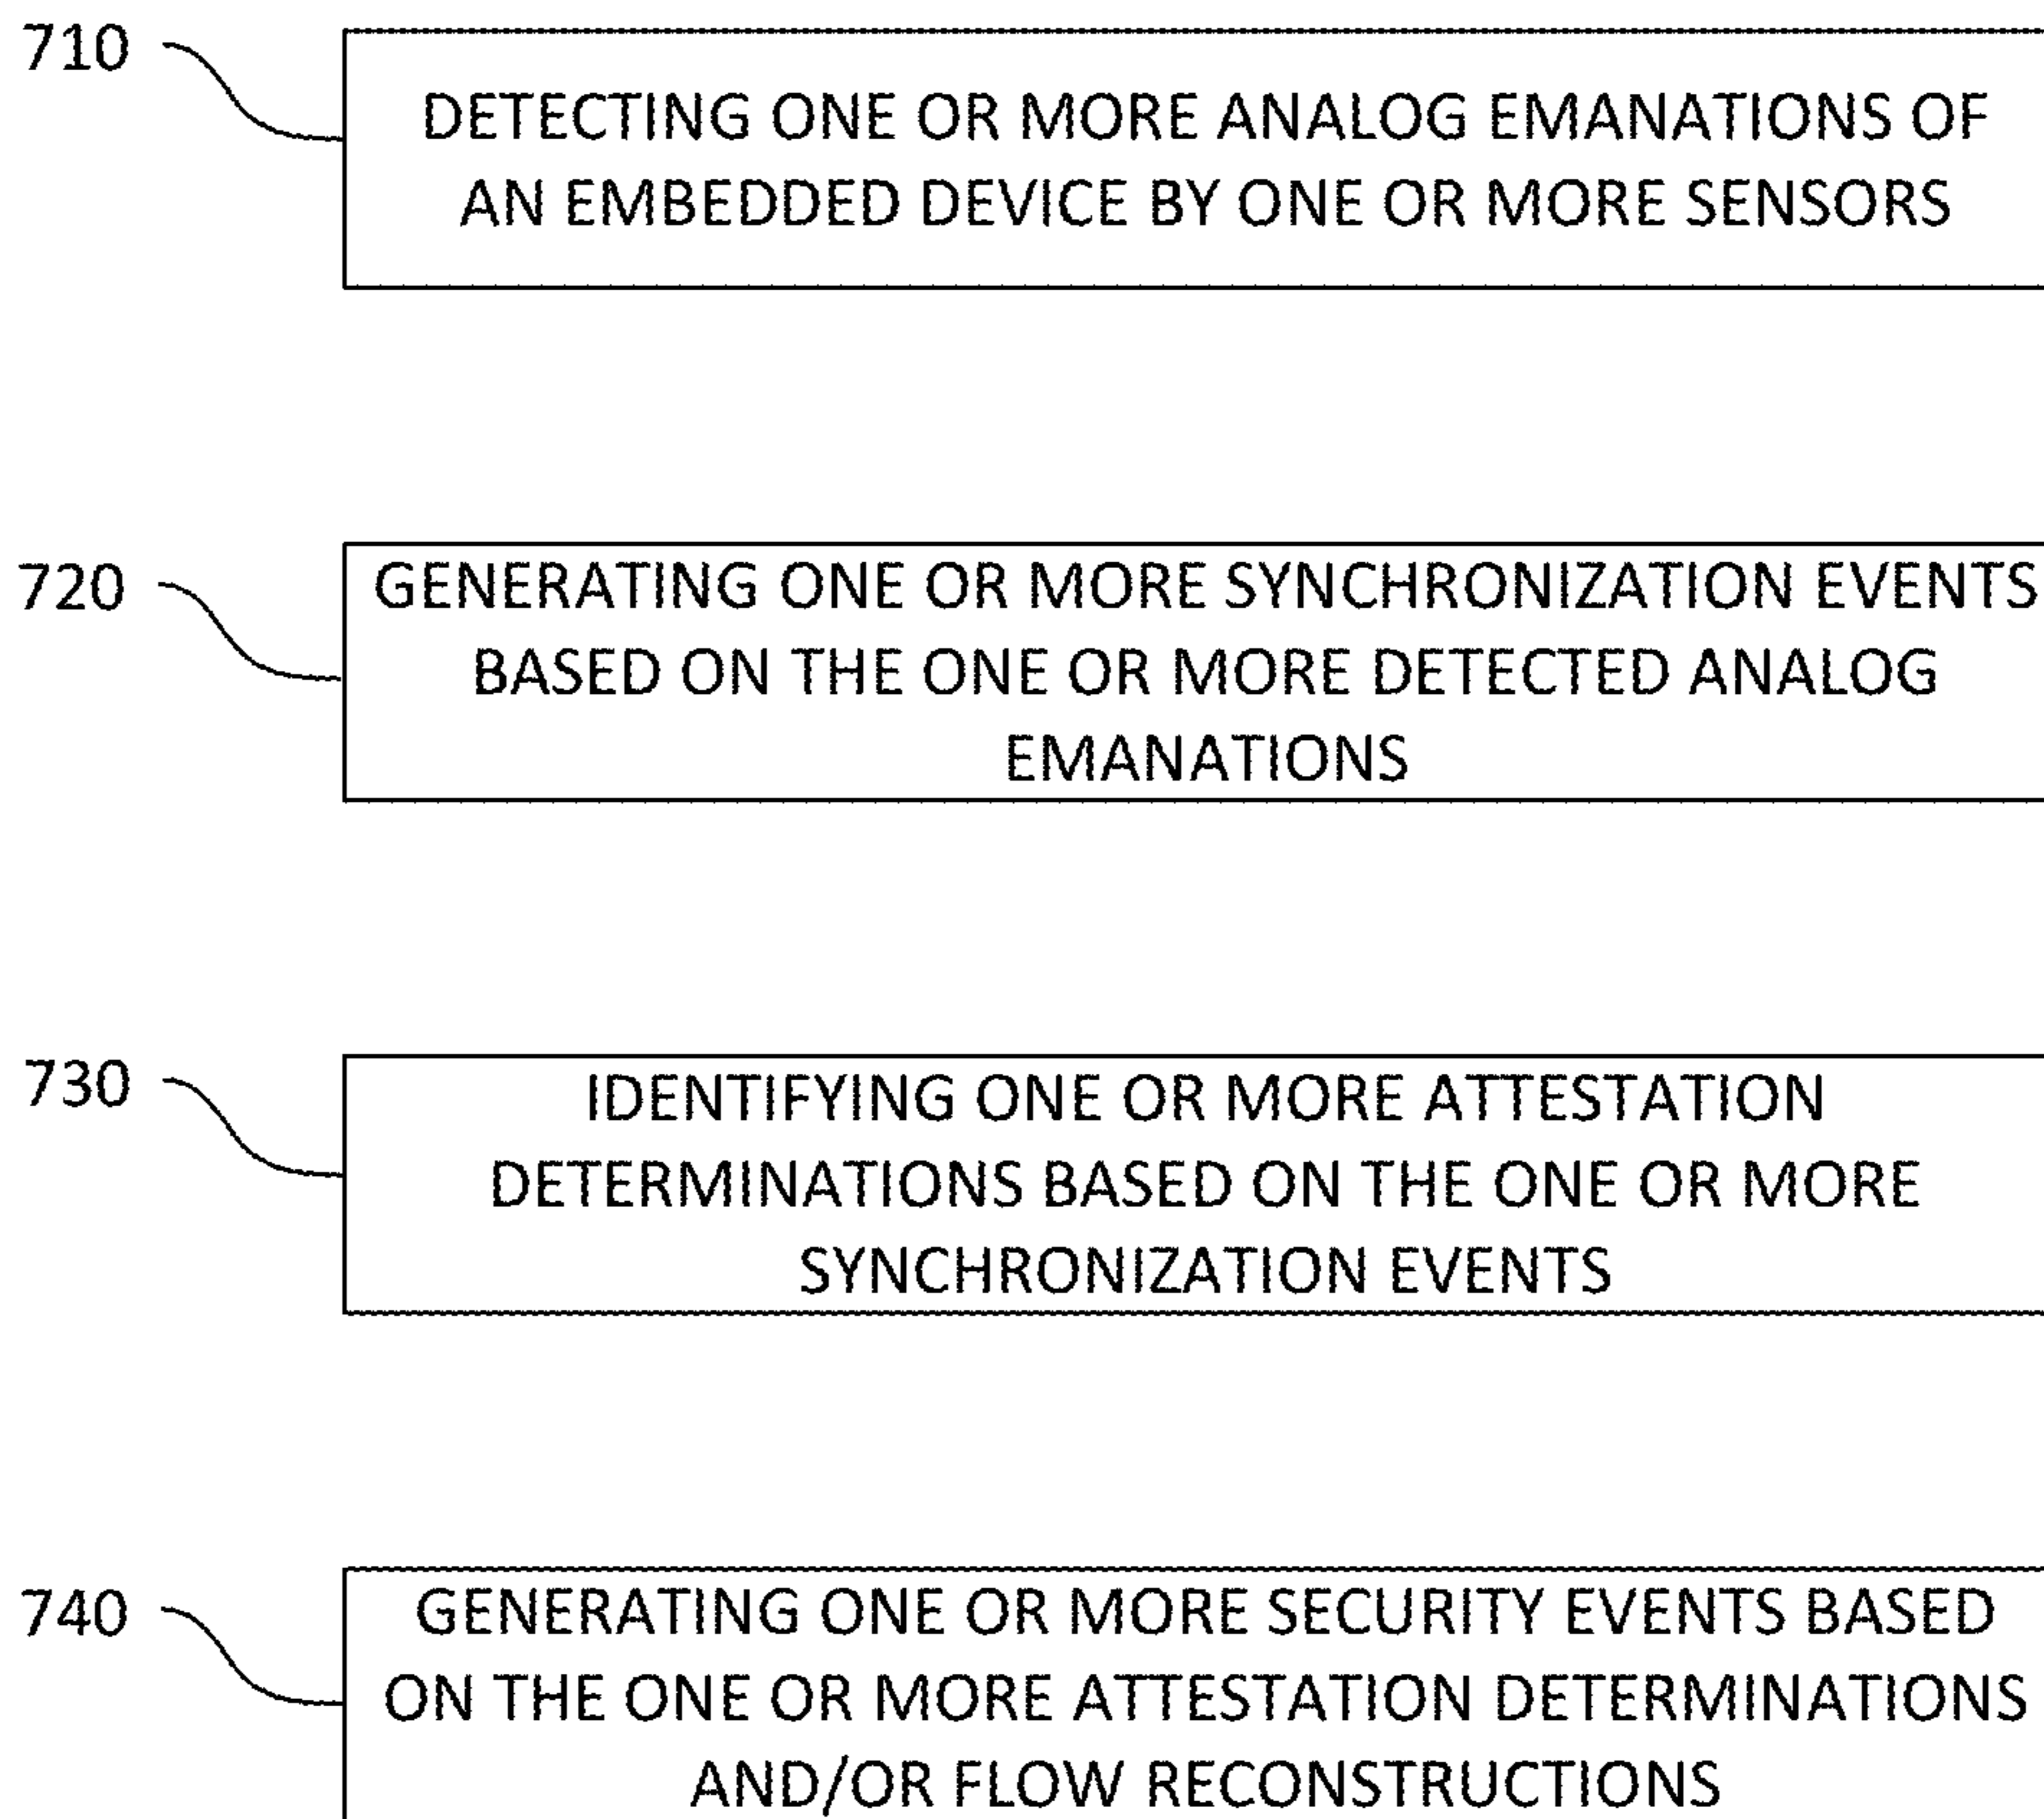 710
DETECTING ONE OR MORE ANALOG EMANATIONS OF
AN EMBEDDED DEVICE BY ONE OR MORE SENSORS
720
GENERATING ONE OR MORE SYNCHRONIZATION EVENTS
BASED ON THE ONE OR MORE DETECTED ANALOG
EMANATIONS
730
IDENTIFYING ONE OR MORE ATTESTATION
DETERMINATIONS BASED ON THE ONE OR MORE
SYNCHRONIZATION EVENTS
740
GENERATING ONE OR MORE SECURITY EVENTS BASED
ON THE ONE OR MORE ATTESTATION DETERMINATIONS
AND/OR FLOW RECONSTRUCTIONS